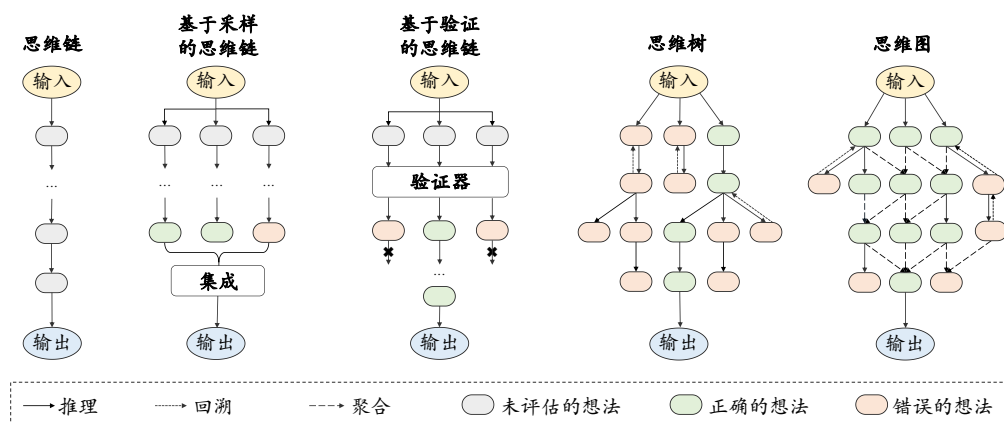 思维链
基于采样
的思维链
基于验证
的思维链
思维树
思维图
输入
输入
输入
输入
输入
...
...
...
...
...
...
...
验证器
...
集成
输出
输出
输出
输出
输出
推理
回溯
聚合
未评估的想法
正确的想法
错误的想法